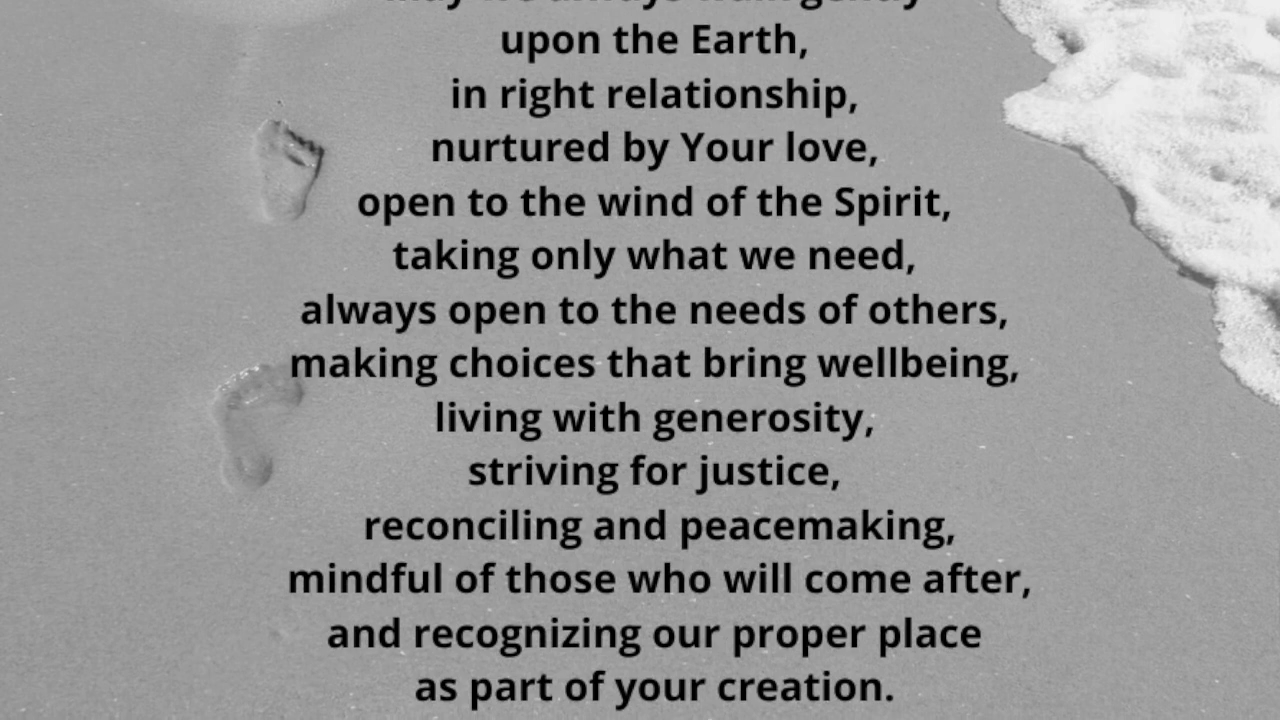 upon the Earth,
in right relationship,
nurtured by Your love,
open to the wind of the Spirit,
taking only what we need,
always open to the needs of others,
making choices that bring wellbeing,
living with generosity,
striving for justice,
reconciling and peacemaking,
mindful of those who will come after,
and recognizing our proper place
as part of your creation.